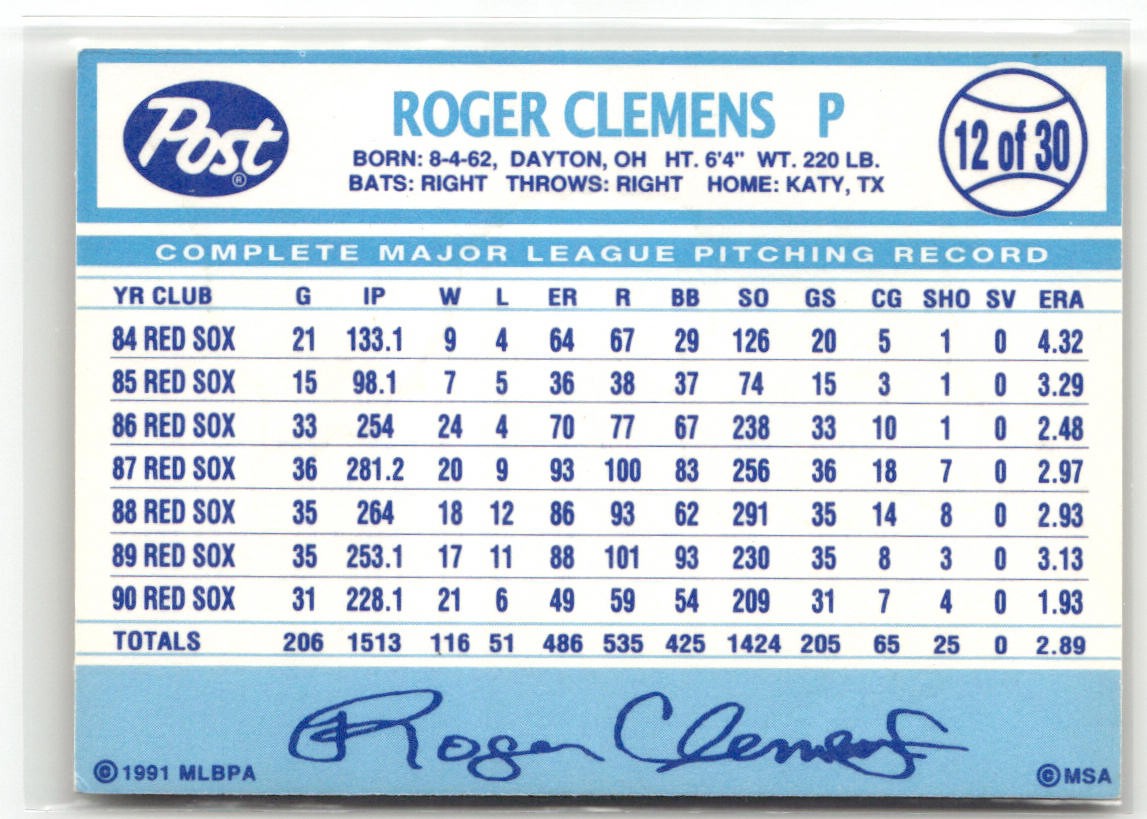 Post®
ROGER CLEMENS P
BORN: 8-4-62, DAYTON, OH HT. 6'4" WT. 220 LB.
BATS: RIGHT THROWS: RIGHT HOME: KATY, TX
12 of 30
COMPLETE MAJOR LEAGUE PITCHING RECORD
YR CLUB G IP W L ER R BB SO GS CG SHO SV ERA
84 RED SOX 21 133.1 9 4 64 67 29 126 20 5 1 0 4.32
85 RED SOX 15 98.1 7 5 36 38 37 74 15 3 1 0 3.29
86 RED SOX 33 254 24 4 70 77 67 238 33 10 1 0 2.48
87 RED SOX 36 281.2 20 9 93 100 83 256 36 18 7 0 2.97
88 RED SOX 35 264 18 12 86 93 62 291 35 14 8 0 2.93
89 RED SOX 35 253.1 17 11 88 101 93 230 35 8 3 0 3.13
90 RED SOX 31 228.1 21 6 49 59 54 209 31 7 4 0 1.93
TOTALS 206 1513 116 51 486 535 425 1424 205 65 25 0 2.89
Roger Clemens
©1991 MLBPA
©MSA